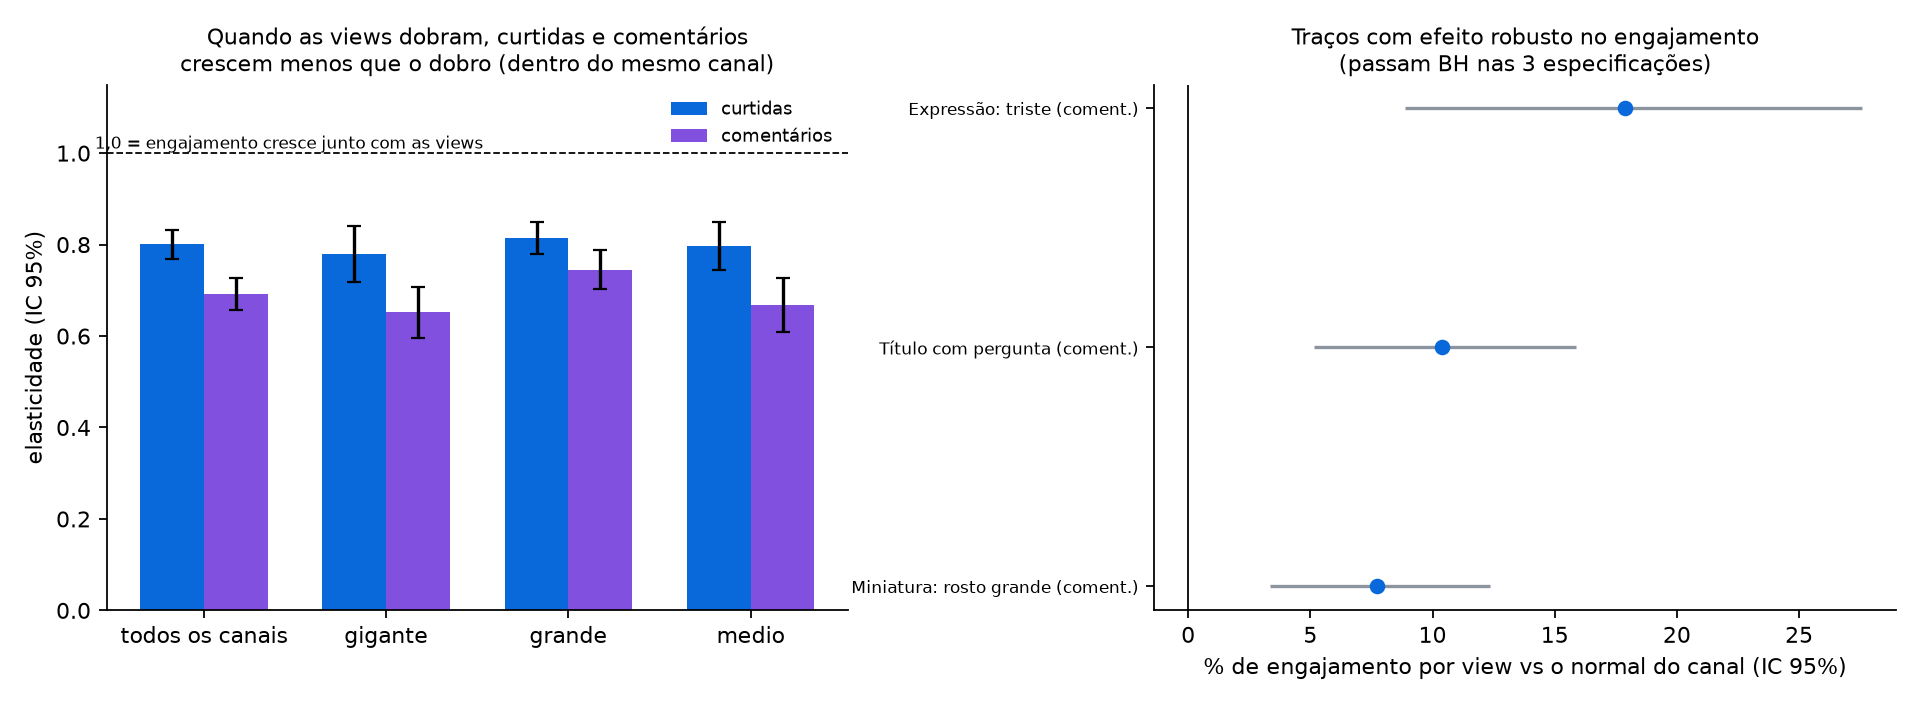 Quando as views dobram, curtidas e comentários
crescem menos que o dobro (dentro do mesmo canal)
curtidas
comentários
1,0 = engajamento cresce junto com as views
elasticidade (IC 95%)
1.0
0.8
0.6
0.4
0.2
0.0
todos os canais
gigante
grande
medio
Traços com efeito robusto no engajamento
(passam BH nas 3 especificações)
Expressão: triste (coment.)
Título com pergunta (coment.)
Miniatura: rosto grande (coment.)
0
5
10
15
20
25
% de engajamento por view vs o normal do canal (IC 95%)